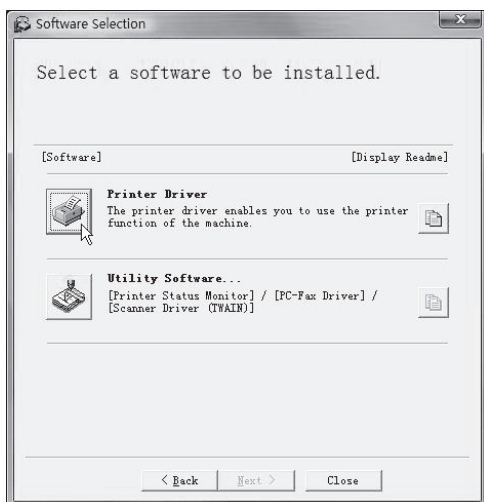 Software Selection
Select a software to be installed.
[Software] [Display Readme]
Printer Driver
The printer driver enables you to use the printer
function of the machine.
Utility Software...
[Printer Status Monitor] / [PC-Fax Driver] /
[Scanner Driver (TWAIN)]
< Back Next > Close